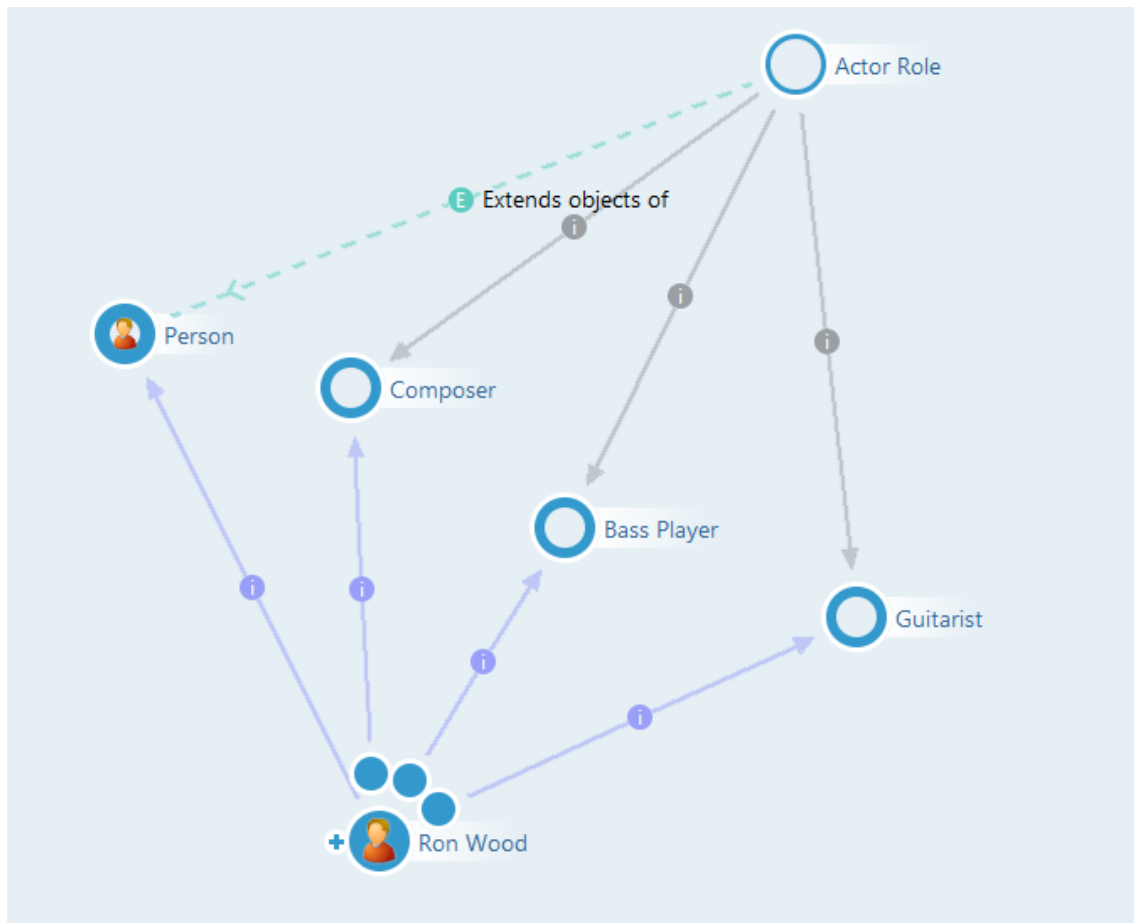 Actor Role
E Extends objects of
i
i
i
Person
Composer
Bass Player
i
i
Guitarist
i
i
Ron Wood